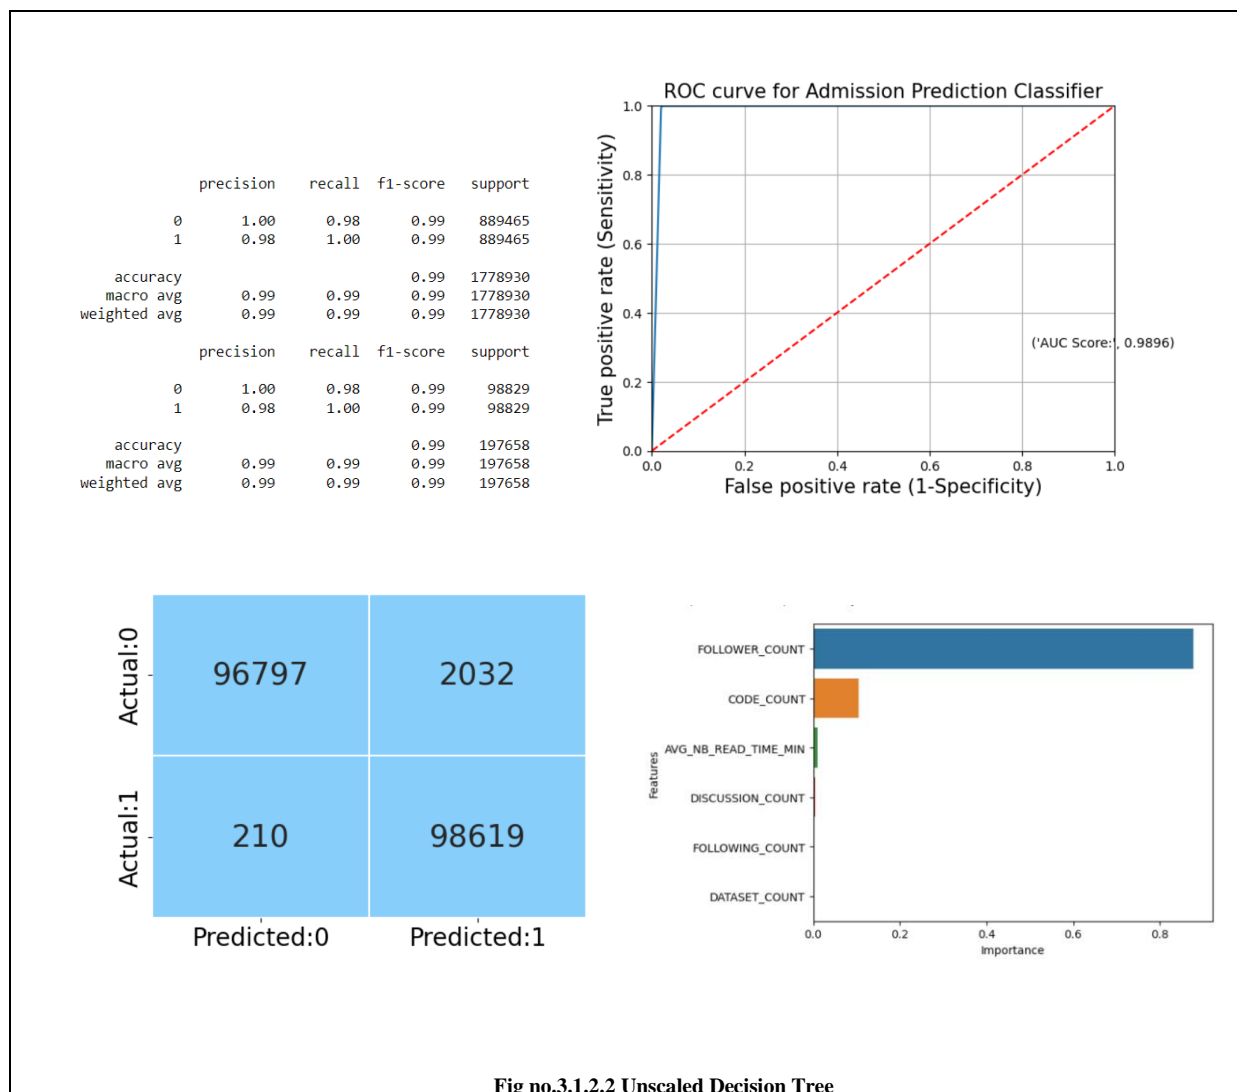 precision recall f1-score support
0 1.00 0.98 0.99 889465
1 0.98 1.00 0.99 889465
accuracy 0.99 1778930
macro avg 0.99 0.99 0.99 1778930
weighted avg 0.99 0.99 0.99 1778930
precision recall f1-score support
0 1.00 0.98 0.99 98829
1 0.98 1.00 0.99 98829
accuracy 0.99 197658
macro avg 0.99 0.99 0.99 197658
weighted avg 0.99 0.99 0.99 197658
ROC curve for Admission Prediction Classifier
True positive rate (Sensitivity)
1.0
0.8
0.6
0.4
0.2
0.0
('AUC Score:', 0.9896)
0.0 0.2 0.4 0.6 0.8 1.0
False positive rate (1-Specificity)
Actual:0
96797 2032
Actual:1
210 98619
Predicted:0 Predicted:1
Features
FOLLOWER_COUNT
CODE_COUNT
AVG_NB_READ_TIME_MIN
DISCUSSION_COUNT
FOLLOWING_COUNT
DATASET_COUNT
0.0 0.2 0.4 0.6 0.8
Importance
Fig no.3.1.2.2 Unscaled Decision Tree